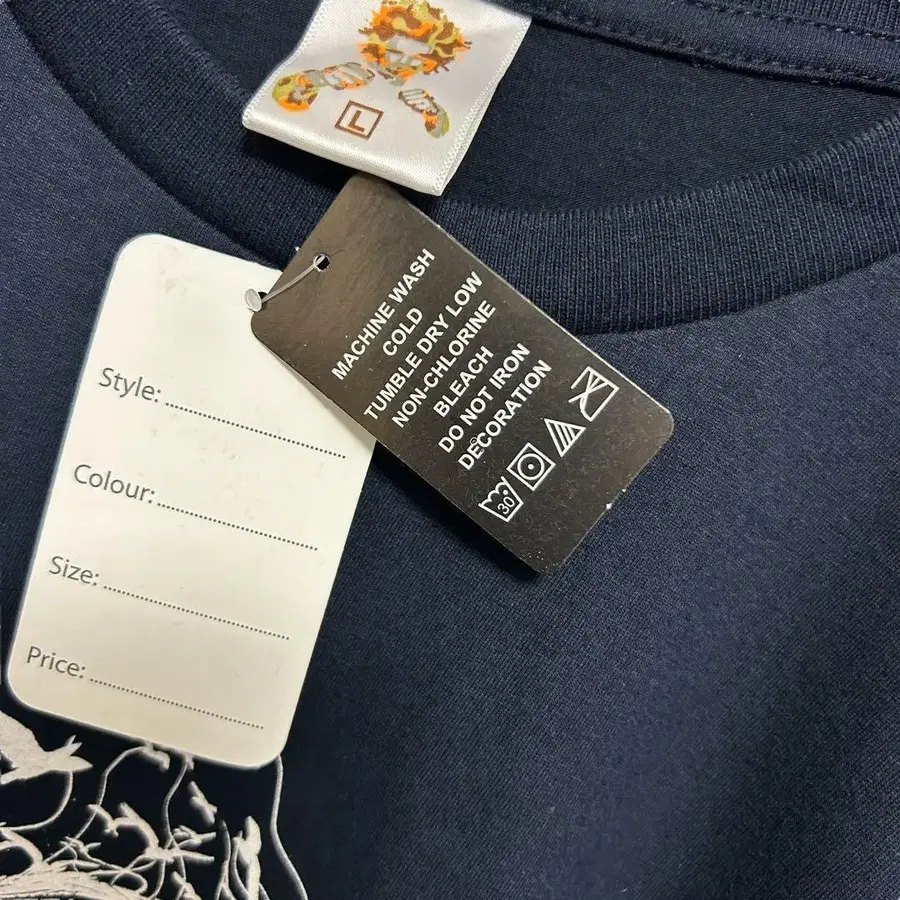 L
MACHINE WASH
COLD
TUMBLE DRY LOW
NON-CHLORINE
BLEACH
DO NOT IRON
DECORATION
30
Style:
Colour:
Size:
Price: